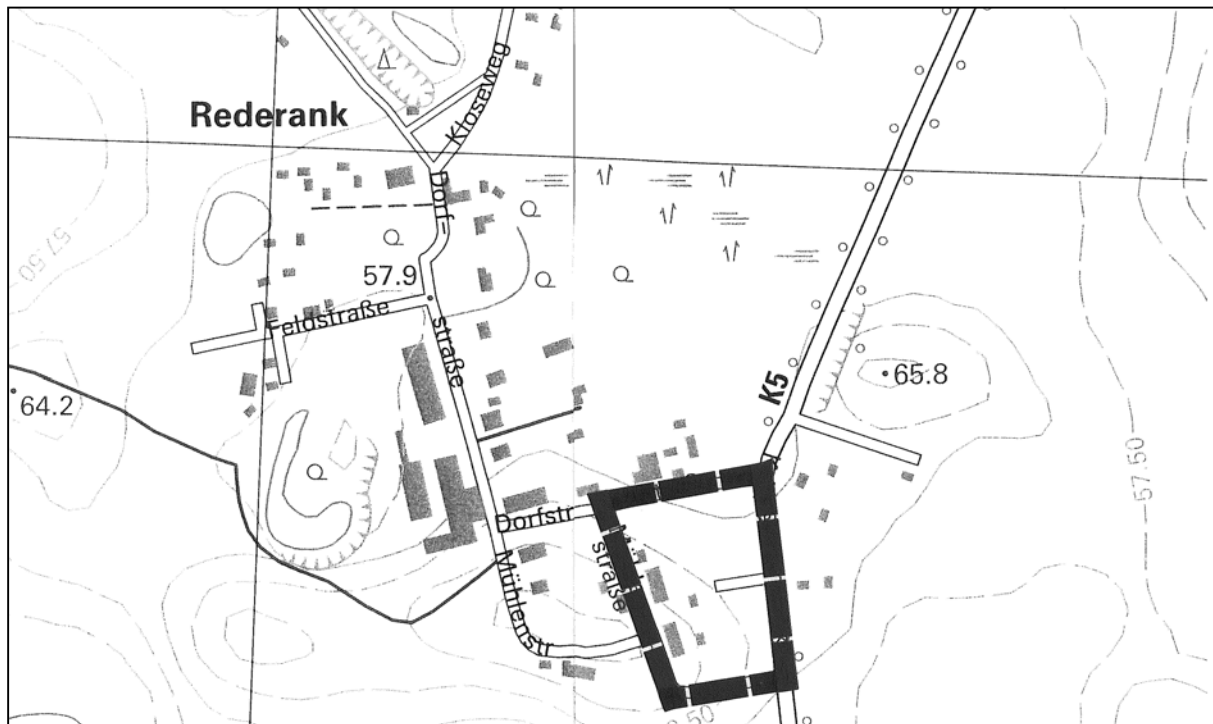 Kloseweg
Rederank
Dorf-
straße
57.50
57.9
Feldstraße
64.2
K5
65.8
57.50
Dorfstr
straße
Mühlenstr
50